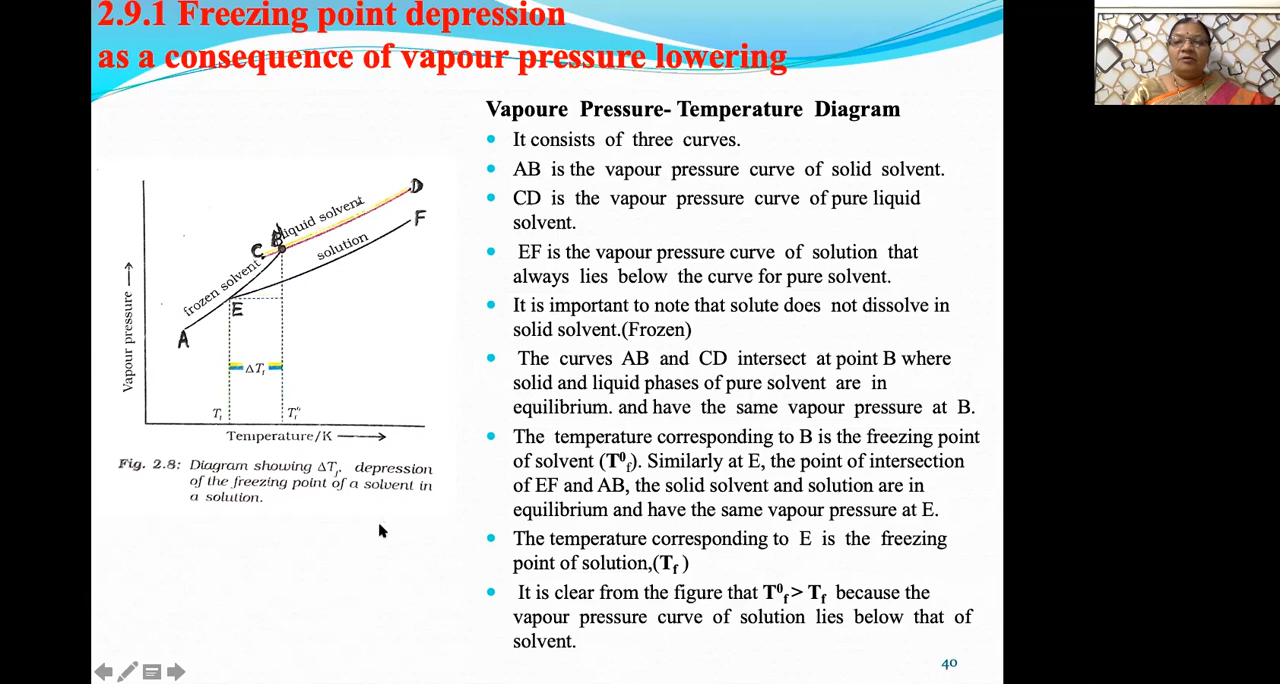 2.9.1 Freezing point depression
as a consequence of vapour pressure lowering
Vapoure Pressure- Temperature Diagram
• It consists of three curves.
• AB is the vapour pressure curve of solid solvent.
• CD is the vapour pressure curve of pure liquid
solvent.
• EF is the vapour pressure curve of solution that
always lies below the curve for pure solvent.
• It is important to note that solute does not dissolve in
solid solvent.(Frozen)
• The curves AB and CD intersect at point B where
solid and liquid phases of pure solvent are in
equilibrium. and have the same vapour pressure at B.
• The temperature corresponding to B is the freezing point
of solvent (T⁰f). Similarly at E, the point of intersection
of EF and AB, the solid solvent and solution are in
equilibrium and have the same vapour pressure at E.
• The temperature corresponding to E is the freezing
point of solution,(Tf )
• It is clear from the figure that T⁰f> Tf because the
vapour pressure curve of solution lies below that of
solvent.
D
liquid solvent
F
B
C
solution
frozen solvent
E
A
Vapour pressure
ΔTf
Tf
Tf°
Temperature/K
Fig. 2.8: Diagram showing ΔTf, depression
of the freezing point of a solvent in
a solution.
40